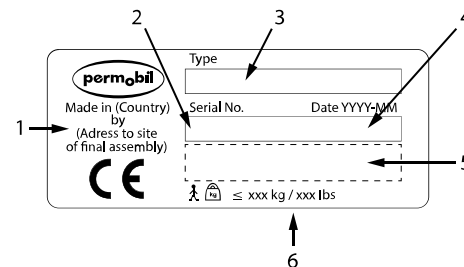 2
3
4
Type
permobil
Made in (Country)
by
(Adress to site
of final assembly)
1
Serial No.
Date YYYY-MM
5
CE
kg
≤ xxx kg / xxx lbs
6